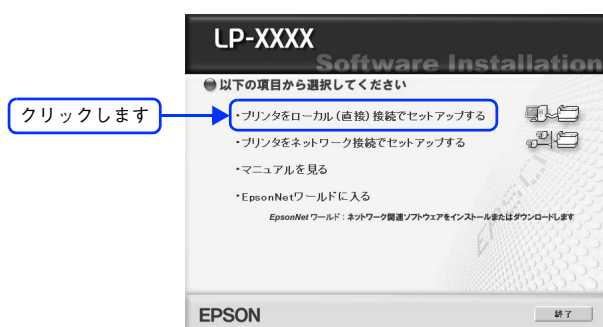 LP-XXXX
Software Installation
以下の項目から選択してください
クリックします
・プリンタをローカル(直接)接続でセットアップする
・プリンタをネットワーク接続でセットアップする
・マニュアルを見る
・EpsonNetワールドに入る
EpsonNet ワールド：ネットワーク関連ソフトウェアをインストールまたはダウンロードします
EPSON
EPSON
終了